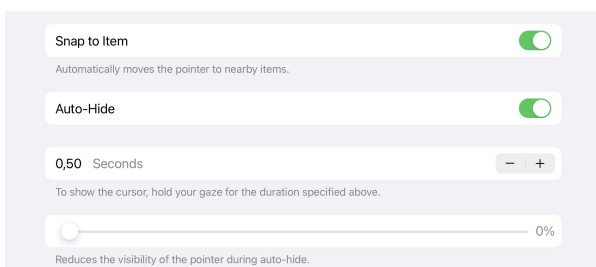 Snap to Item
Automatically moves the pointer to nearby items.
Auto-Hide
0,50 Seconds − +
To show the cursor, hold your gaze for the duration specified above.
0%
Reduces the visibility of the pointer during auto-hide.